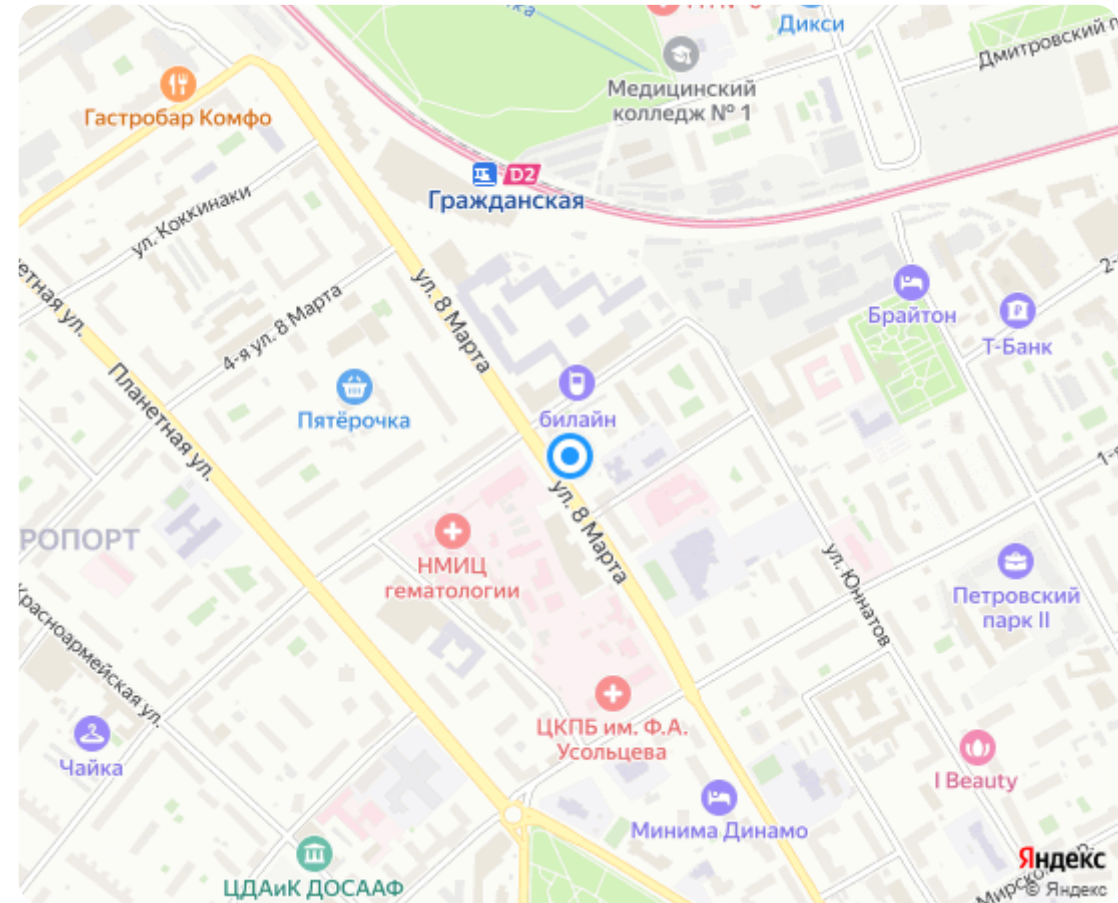 Дикси
Дмитровский
Медицинский
колледж № 1
Гастробар Комфо
D2
Гражданская
ул. Коккинаки
ул. 8 Марта
4-я ул. 8 Марта
Брайтон
Т-Банк
2-
Планетная ул.
Пятёрочка
билайн
ул. 8 Марта
1-я
РОПОРТ
НМИЦ
гематологии
ул. Юннатов
Петровский
парк II
Красноармейская ул.
ЦКПБ им. Ф.А.
Усольцева
Чайка
I Beauty
Минима Динамо
ЦДАиК ДОСААФ
Яндекс
© Яндекс